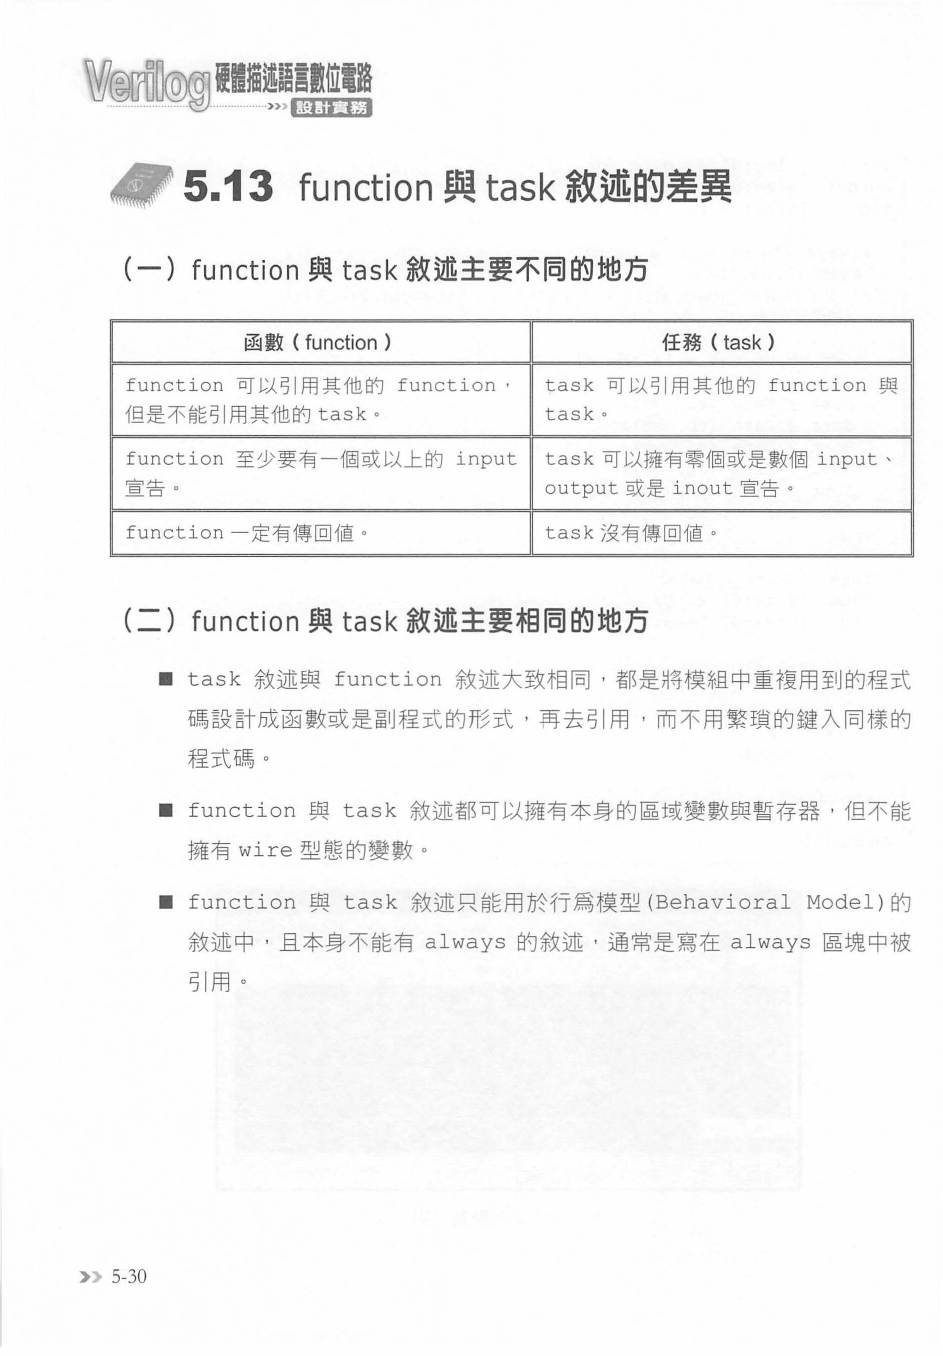 Verilog 硬體描述語言數位電路
設計實務
5.13 function 與 task 敘述的差異
(一) function 與 task 敘述主要不同的地方
函數 ( function )
任務 ( task )
function 可以引用其他的 function，
但是不能引用其他的 task。
task 可以引用其他的 function 與
task。
function 至少要有一個或以上的 input
宣告。
task 可以擁有零個或是數個 input、
output 或是 inout 宣告。
function 一定有傳回值。
task 沒有傳回值。
(二) function 與 task 敘述主要相同的地方
■ task 敘述與 function 敘述大致相同，都是將模組中重複用到的程式
碼設計成函數或是副程式的形式，再去引用，而不用繁瑣的鍵入同樣的
程式碼。
■ function 與 task 敘述都可以擁有本身的區域變數與暫存器，但不能
擁有 wire 型態的變數。
■ function 與 task 敘述只能用於行為模型(Behavioral Model)的
敘述中，且本身不能有 always 的敘述，通常是寫在 always 區塊中被
引用。
5-30